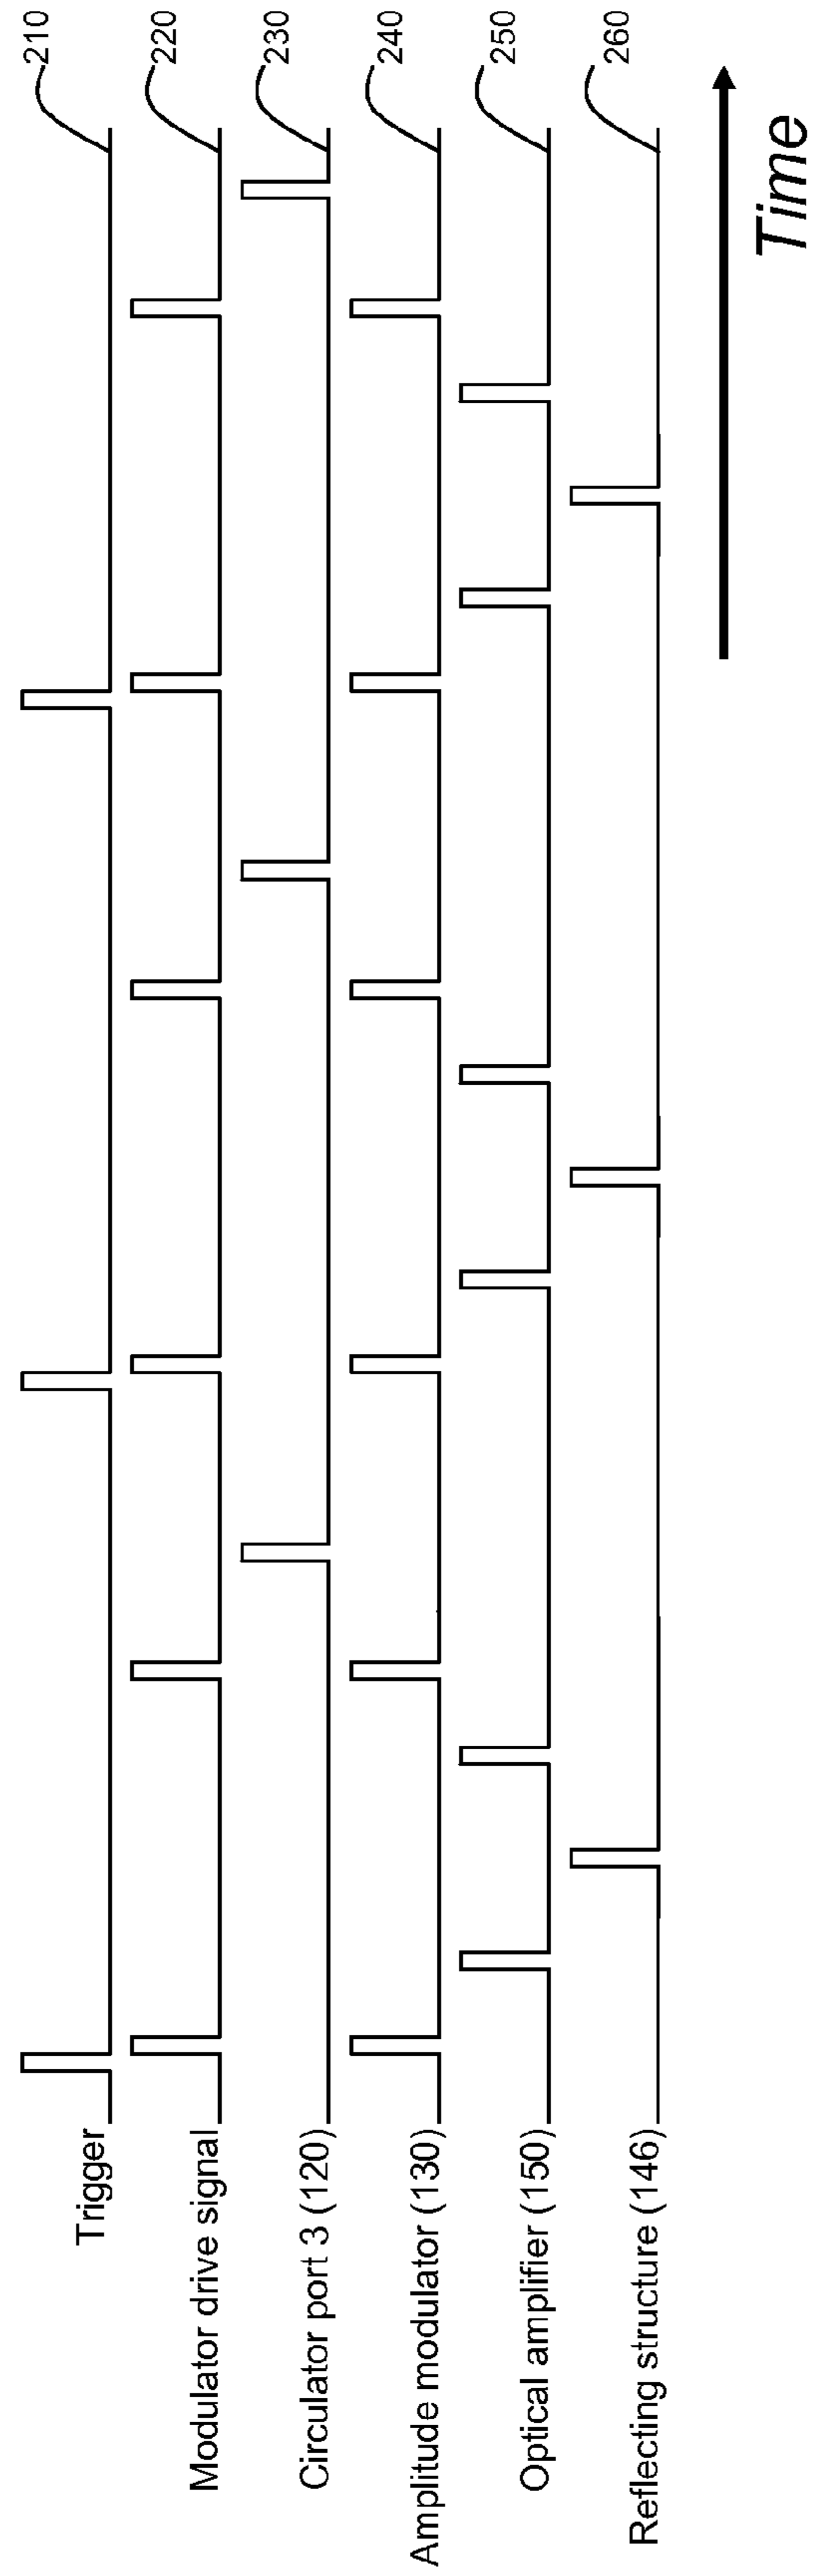 Trigger
210
Modulator drive signal
220
Circulator port 3 (120)
230
Amplitude modulator (130)
240
Optical amplifier (150)
250
Reflecting structure (146)
260
Time